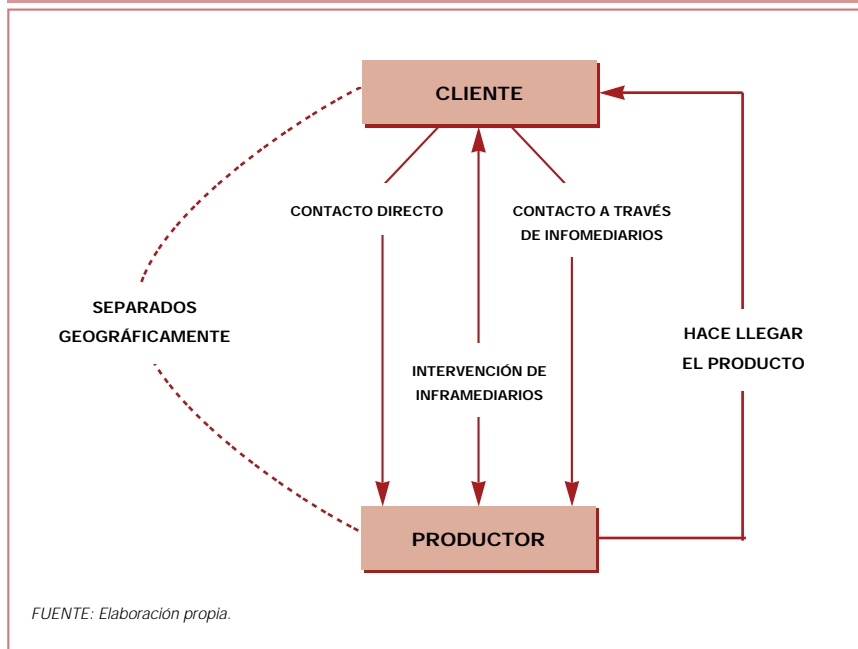 CLIENTE
CONTACTO DIRECTO
CONTACTO A TRAVÉS
DE INFOMEDIARIOS
SEPARADOS
GEOGRÁFICAMENTE
HACE LLEGAR
EL PRODUCTO
INTERVENCIÓN DE
INFRAMEDIARIOS
PRODUCTOR
FUENTE: Elaboración propia.